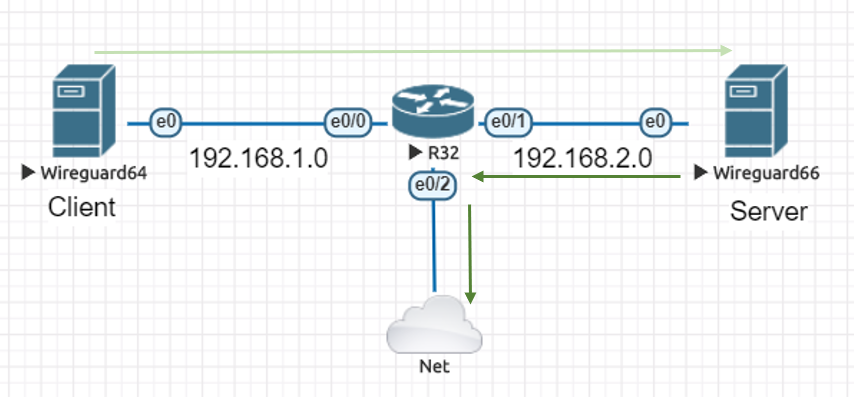 e0
e0/0
e0/1
e0
192.168.1.0
R32
192.168.2.0
Wireguard64
e0/2
Wireguard66
Client
Server
Net